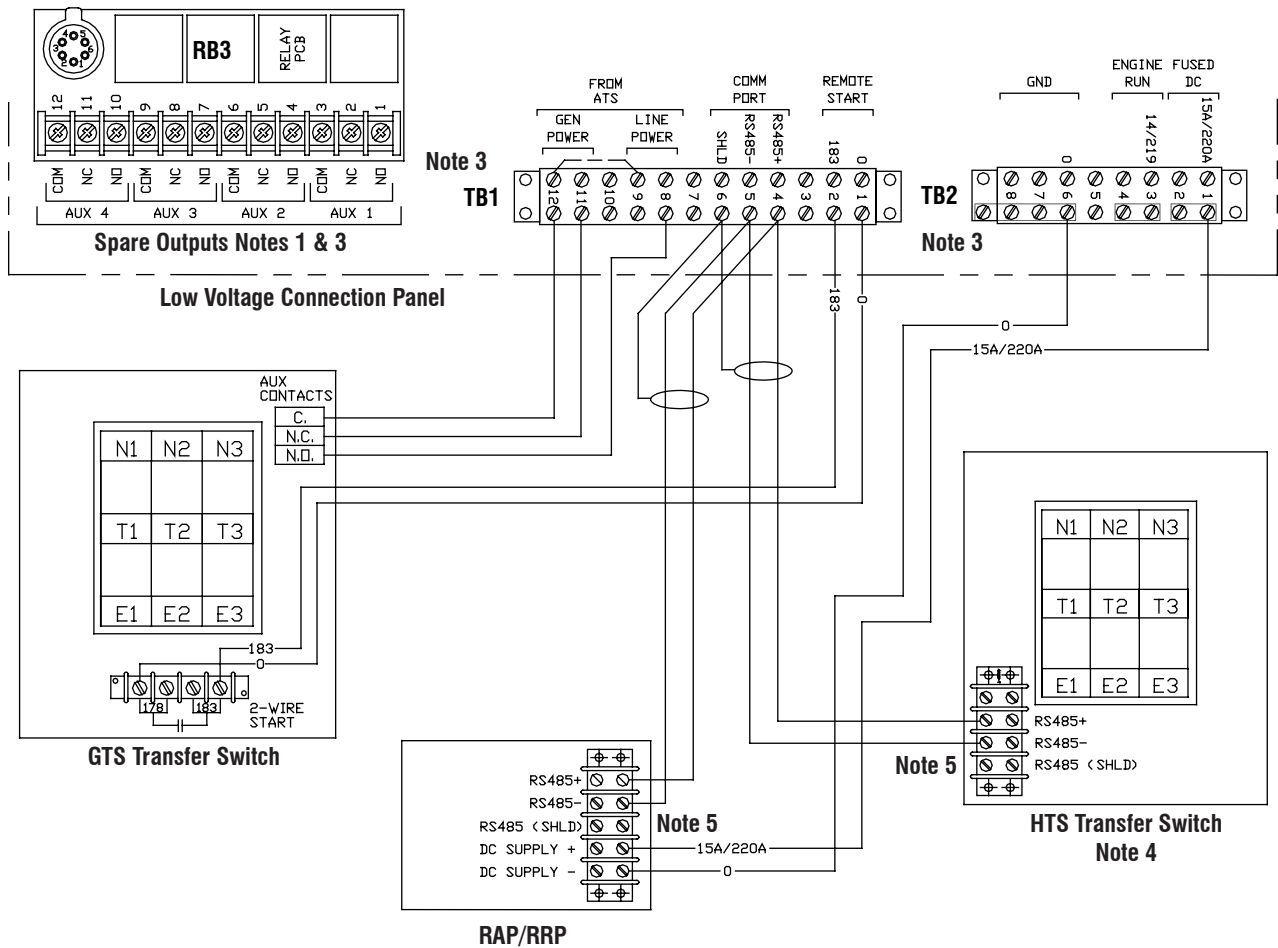 RB3
RELAY PCB
4 5
3 6
2 1
12 11 10 9 8 7 6 5 4 3 2 1
COM NC NO COM NC NO COM NC NO COM NC NO
AUX 4 AUX 3 AUX 2 AUX 1
Spare Outputs Notes 1 & 3
Low Voltage Connection Panel
FROM ATS
GEN POWER
LINE POWER
COMM PORT
SHLD RS485- RS485+
REMOTE START
183 0
Note 3
TB1
12 11 10 9 8 7 6 5 4 3 2 1
GND
0
ENGINE RUN
14/219
FUSED DC
15A/220A
TB2
Note 3
8 7 6 5 4 3 2 1
183
0
0
15A/220A
AUX CONTACTS
C.
N.C.
N.O.
N1 N2 N3
T1 T2 T3
E1 E2 E3
183
0
178 183
2-WIRE START
GTS Transfer Switch
RS485+
RS485-
RS485 (SHLD)
DC SUPPLY +
DC SUPPLY -
Note 5
15A/220A
0
RAP/RRP
N1 N2 N3
T1 T2 T3
E1 E2 E3
RS485+
RS485-
RS485 (SHLD)
Note 5
HTS Transfer Switch
Note 4